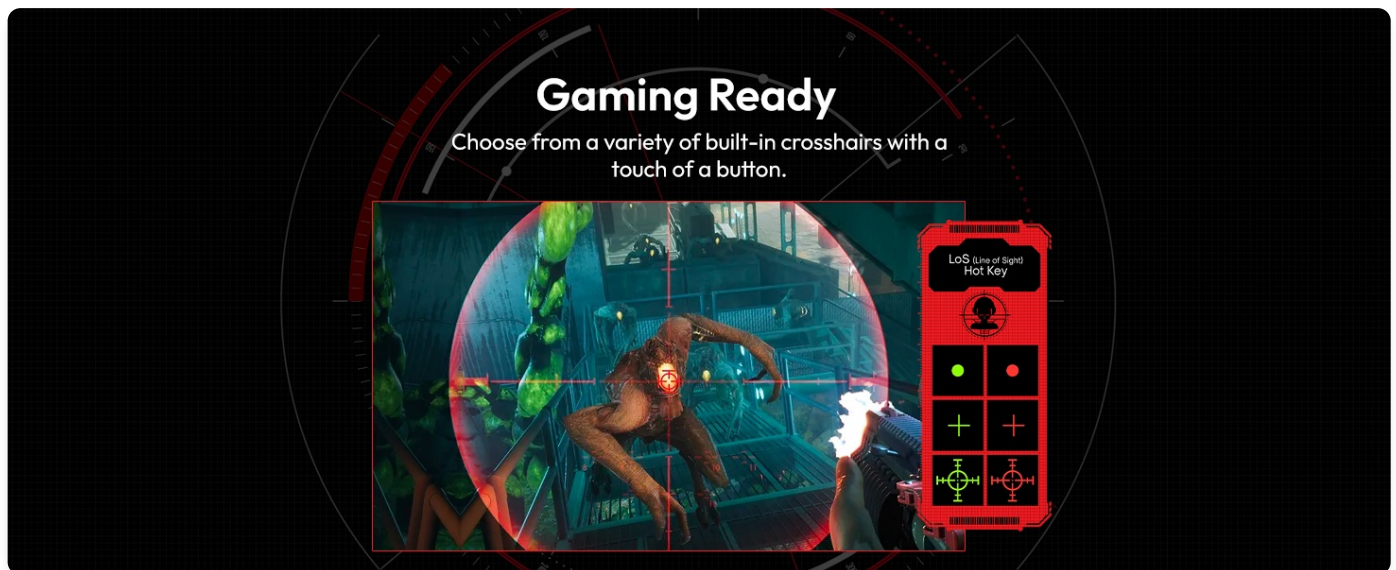 Gaming Ready
Choose from a variety of built-in crosshairs with a
touch of a button.
LoS (Line of Sight)
Hot Key